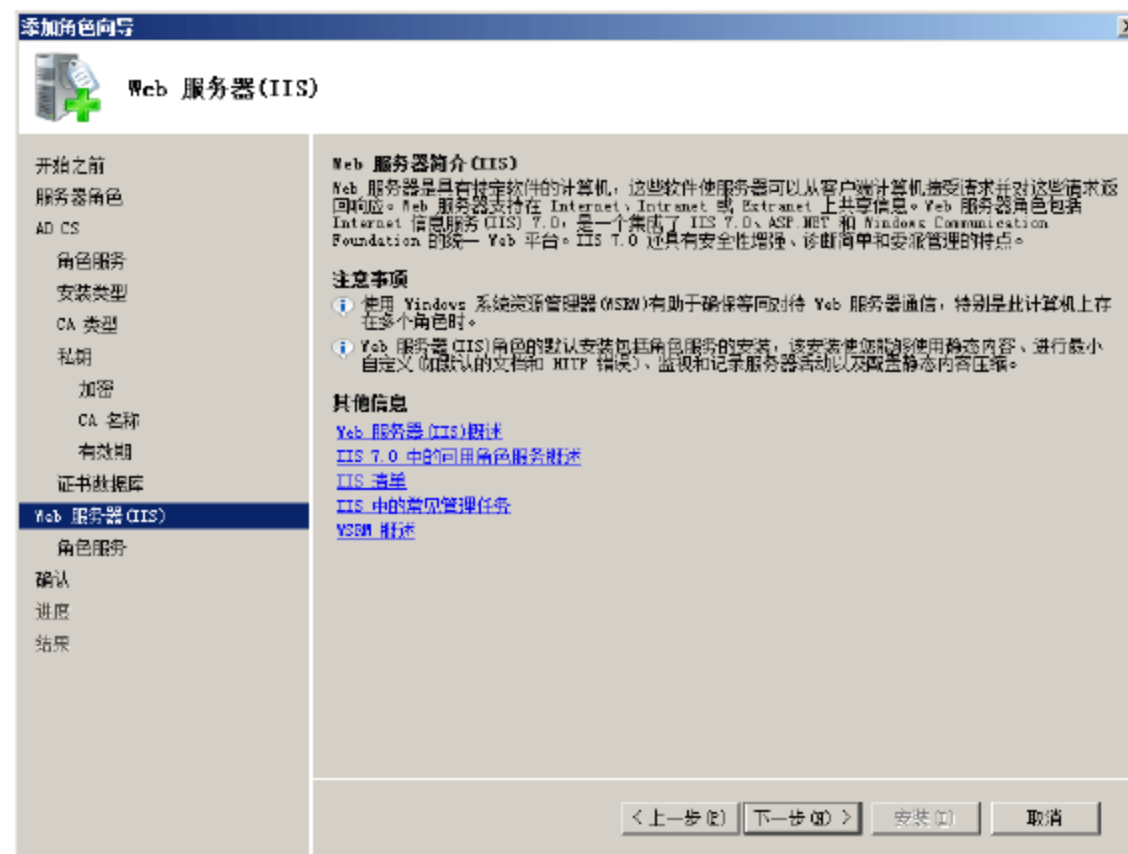 添加角色向导
Web 服务器(IIS)
开始之前
服务器角色
AD CS
角色服务
安装类型
CA 类型
私钥
加密
CA 名称
有效期
证书数据库
Web 服务器(IIS)
角色服务
确认
进度
结果
Web 服务器简介(IIS)
Web 服务器是具有特定软件的计算机，这些软件使服务器可以从客户端计算机接受请求并对这些请求返
回响应。Web 服务器支持在 Internet、Intranet 或 Extranet 上共享信息。Web 服务器角色包括
Internet 信息服务(IIS) 7.0，是一个集成了 IIS 7.0、ASP.NET 和 Windows Communication
Foundation 的统一 Web 平台。IIS 7.0 还具有安全性增强、诊断简单和委派管理的特点。
注意事项
使用 Windows 系统资源管理器(WSRM)有助于确保等同对待 Web 服务器通信，特别是此计算机上存
在多个角色时。
Web 服务器(IIS)角色的默认安装包括角色服务的安装，该安装使您能够使用静态内容、进行最小
自定义(如默认的文档和 HTTP 错误)、监视和记录服务器活动以及配置静态内容压缩。
其他信息
Web 服务器(IIS)概述
IIS 7.0 中的可用角色服务概述
IIS 清单
IIS 中的常见管理任务
WSRM 概述
<上一步(P) 下一步(N) > 安装(I) 取消